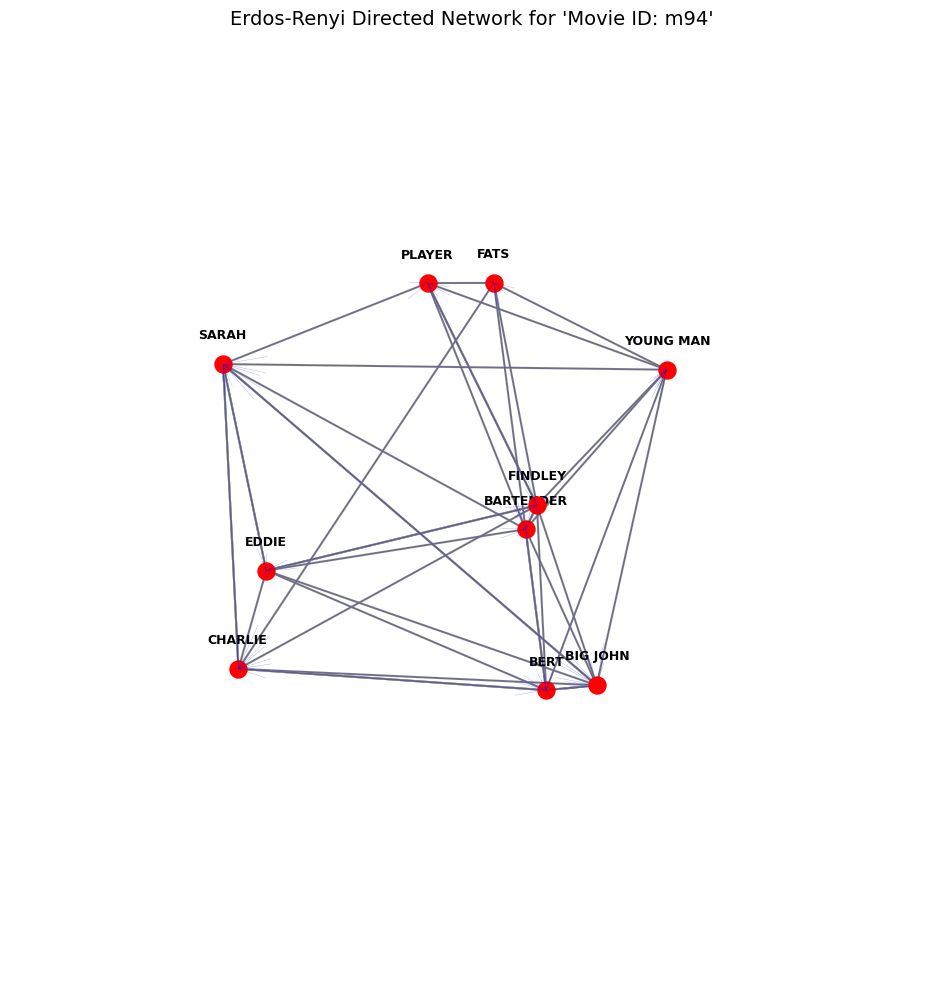 Erdos-Renyi Directed Network for 'Movie ID: m94'
PLAYER
FATS
SARAH
YOUNG MAN
FINDLEY
BARTENDER
EDDIE
CHARLIE
BERT
BIG JOHN